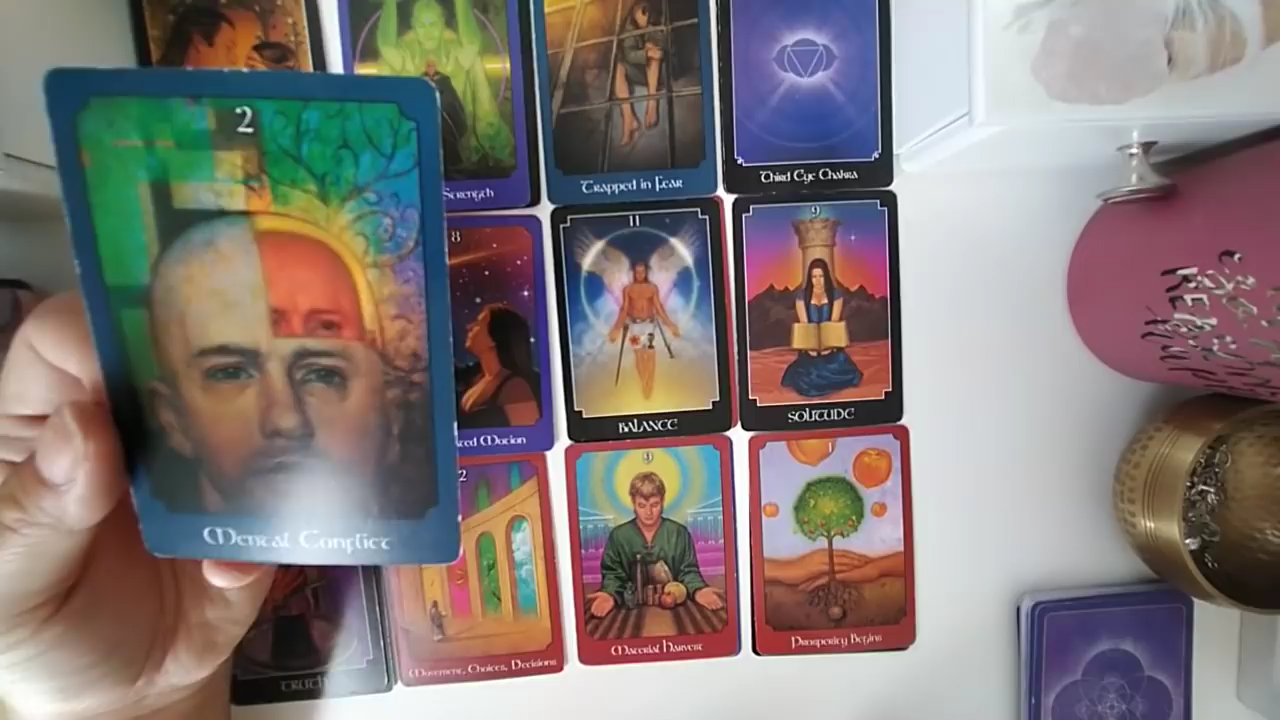 2
Mental Conflict
Strength
Trapped in Fear
Third Eye Chakra
8
ted Motion
11
BALANCE
9
SOLITUDE
TRUTH
2
Movement, Choices, Decisions
9
Material Harvest
1
Prosperity Begins